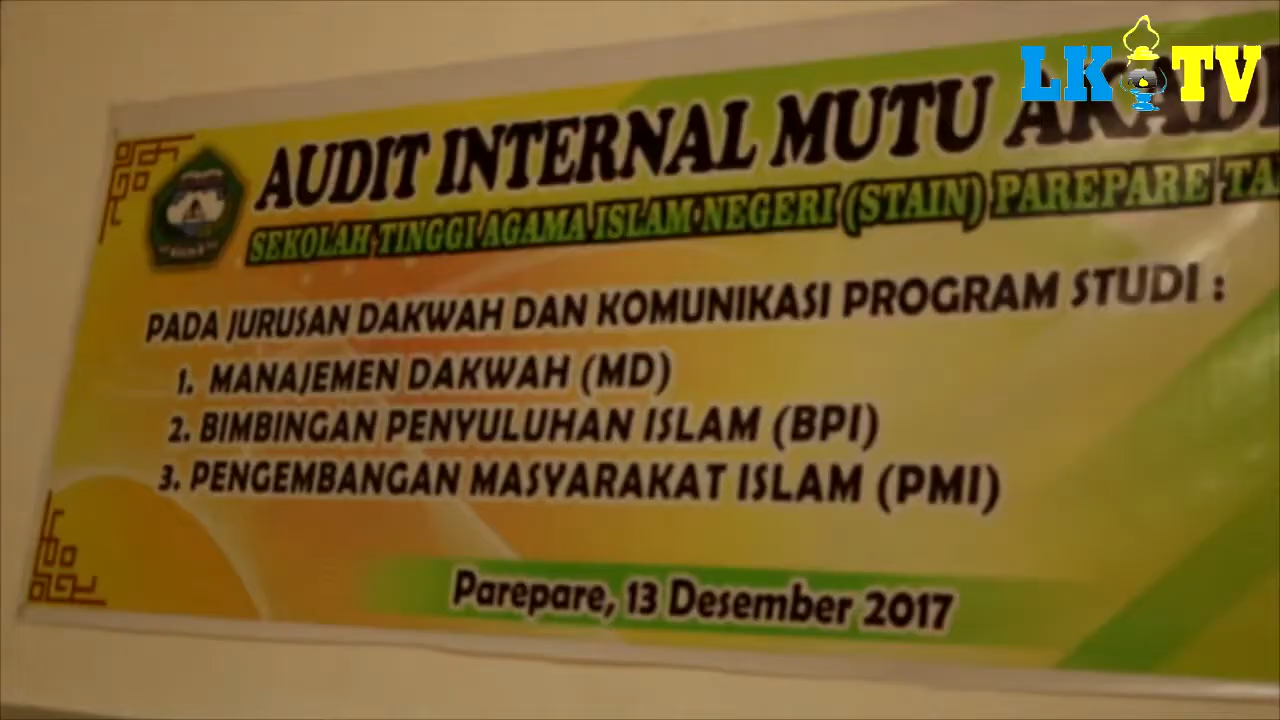 LK TV
AUDIT INTERNAL MUTU
SEKOLAH TINGGI AGAMA ISLAM NEGERI (STAIN) PAREPARE
PADA JURUSAN DAKWAH DAN KOMUNIKASI PROGRAM STUDI :
1. MANAJEMEN DAKWAH (MD)
2. BIMBINGAN PENYULUHAN ISLAM (BPI)
3. PENGEMBANGAN MASYARAKAT ISLAM (PMI)
Parepare, 13 Desember 2017